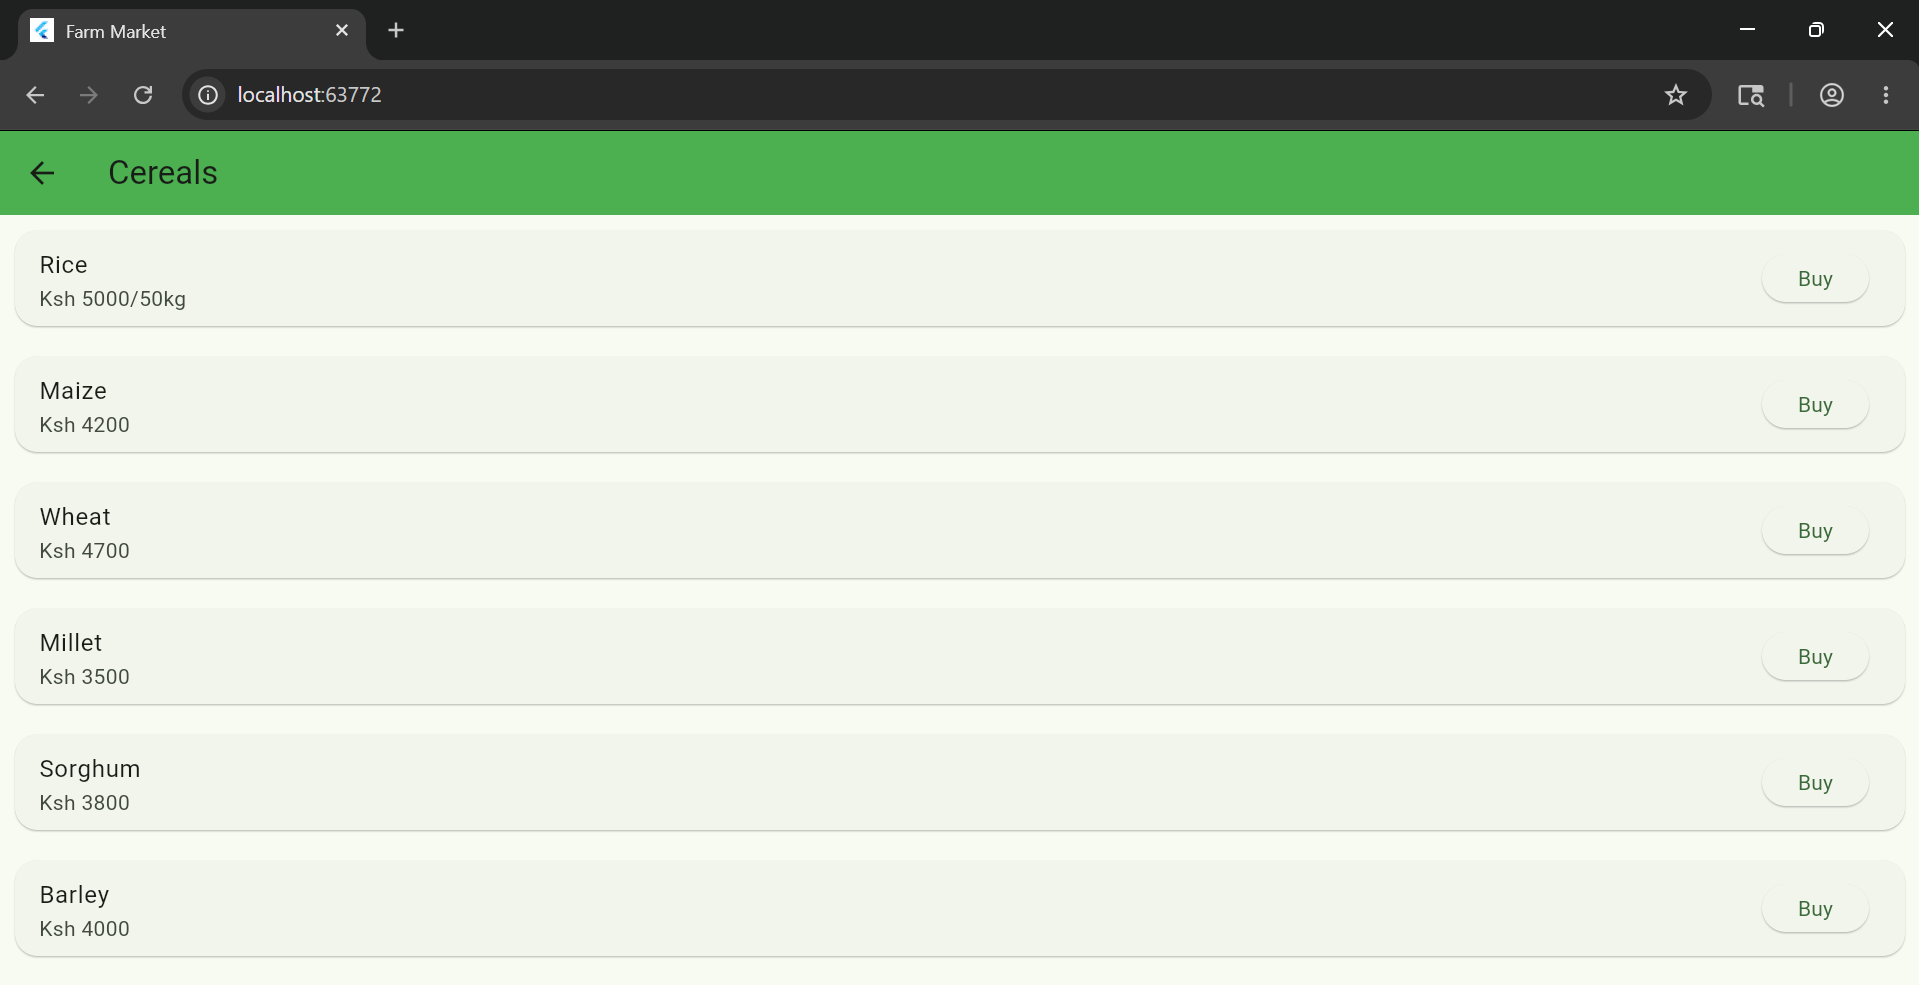 Farm Market
localhost:63772
Cereals
Rice
Ksh 5000/50kg
Buy
Maize
Ksh 4200
Buy
Wheat
Ksh 4700
Buy
Millet
Ksh 3500
Buy
Sorghum
Ksh 3800
Buy
Barley
Ksh 4000
Buy